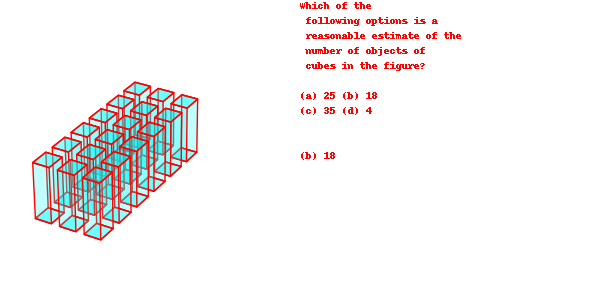 Which of the
following options is a
reasonable estimate of the
number of objects of
cubes in the figure?
(a) 25 (b) 18
(c) 35 (d) 4
(b) 18